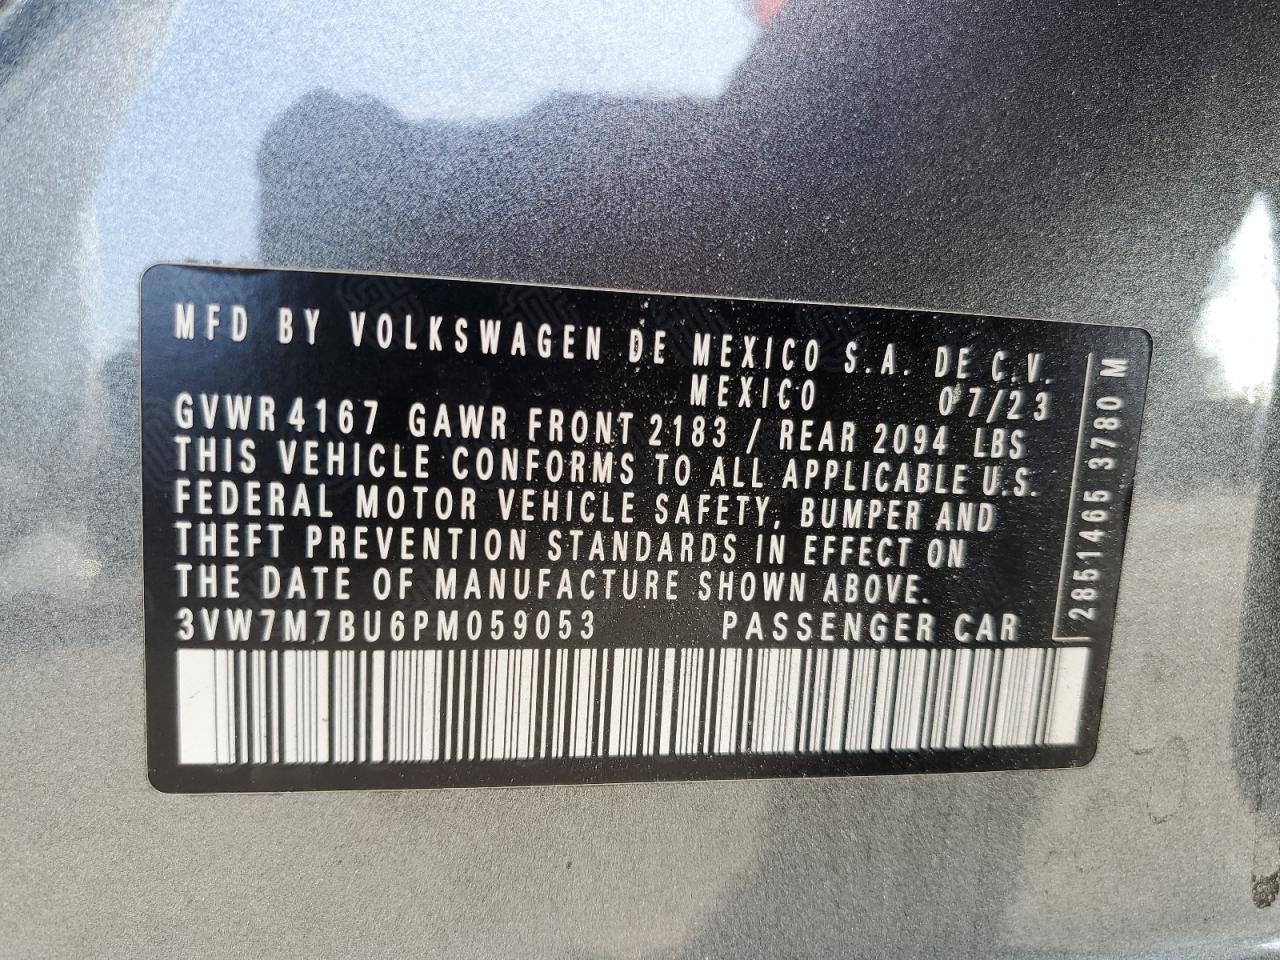 MFD BY VOLKSWAGEN DE MEXICO S.A. DE C.V.
MEXICO 07/23
GVWR 4167 GAWR FRONT 2183 / REAR 2094 LBS
THIS VEHICLE CONFORMS TO ALL APPLICABLE U.S.
FEDERAL MOTOR VEHICLE SAFETY, BUMPER AND
THEFT PREVENTION STANDARDS IN EFFECT ON
THE DATE OF MANUFACTURE SHOWN ABOVE.
3VW7M7BU6PM059053 PASSENGER CAR
2851465 3780 M